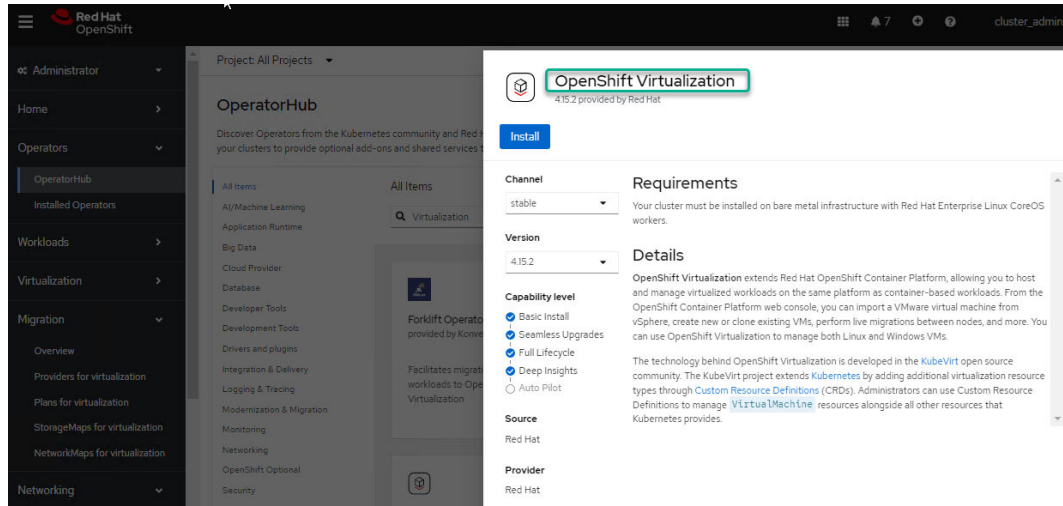 Red Hat
OpenShift
7
cluster_admin
Administrator
Home
Operators
OperatorHub
Installed Operators
Workloads
Virtualization
Migration
Overview
Providers for virtualization
Plans for virtualization
StorageMaps for virtualization
NetworkMaps for virtualization
Networking
Project: All Projects
OperatorHub
Discover Operators from the Kubernetes community and Red H
your clusters to provide optional add-ons and shared services t
All Items
AI/Machine Learning
Application Runtime
Big Data
Cloud Provider
Database
Developer Tools
Development Tools
Drivers and plugins
Integration & Delivery
Logging & Tracing
Modernization & Migration
Monitoring
Networking
OpenShift Optional
Security
All Items
Virtualization
Forklift Operato
provided by Konve
Facilitates migrati
workloads to Ope
Virtualization
OpenShift Virtualization
4.15.2 provided by Red Hat
Install
Channel
stable
Version
4.15.2
Capability level
Basic Install
Seamless Upgrades
Full Lifecycle
Deep Insights
Auto Pilot
Source
Red Hat
Provider
Red Hat
Requirements
Your cluster must be installed on bare metal infrastructure with Red Hat Enterprise Linux CoreOS
workers.
Details
OpenShift Virtualization extends Red Hat OpenShift Container Platform, allowing you to host
and manage virtualized workloads on the same platform as container-based workloads. From the
OpenShift Container Platform web console, you can import a VMware virtual machine from
vSphere, create new or clone existing VMs, perform live migrations between nodes, and more. You
can use OpenShift Virtualization to manage both Linux and Windows VMs.
The technology behind OpenShift Virtualization is developed in the KubeVirt open source
community. The KubeVirt project extends Kubernetes by adding additional virtualization resource
types through Custom Resource Definitions (CRDs). Administrators can use Custom Resource
Definitions to manage VirtualMachine resources alongside all other resources that
Kubernetes provides.